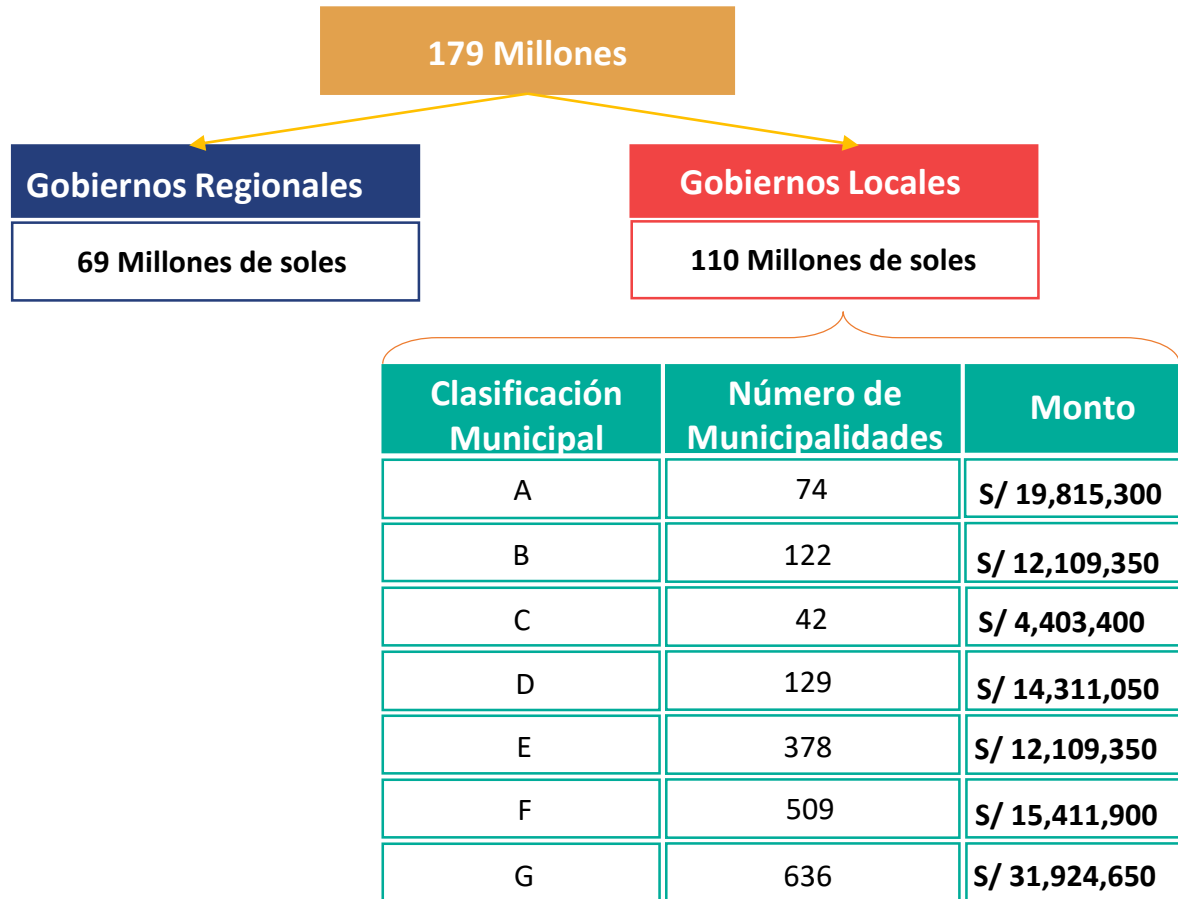 179 Millones
Gobiernos Regionales
69 Millones de soles
Gobiernos Locales
110 Millones de soles
Clasificación Municipal
Número de Municipalidades
Monto
A 74 S/ 19,815,300
B 122 S/ 12,109,350
C 42 S/ 4,403,400
D 129 S/ 14,311,050
E 378 S/ 12,109,350
F 509 S/ 15,411,900
G 636 S/ 31,924,650